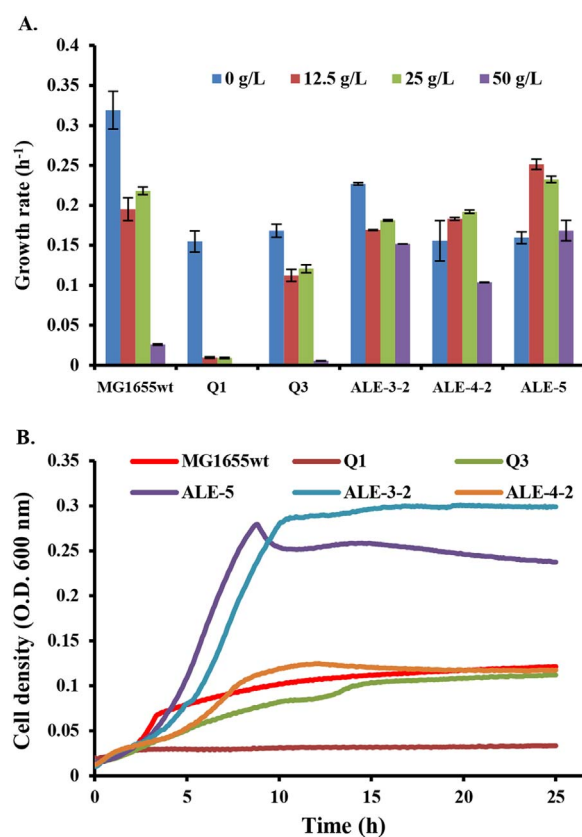 A.
0.4
0.35
0.3
0.25
0.2
0.15
0.1
0.05
0
Growth rate (h-1)
0 g/L 12.5 g/L 25 g/L 50 g/L
MG1655wt Q1 Q3 ALE-3-2 ALE-4-2 ALE-5
B.
0.35
0.3
0.25
0.2
0.15
0.1
0.05
0
Cell density (O.D. 600 nm)
MG1655wt Q1 Q3
ALE-5 ALE-3-2 ALE-4-2
0 5 10 15 20 25
Time (h)